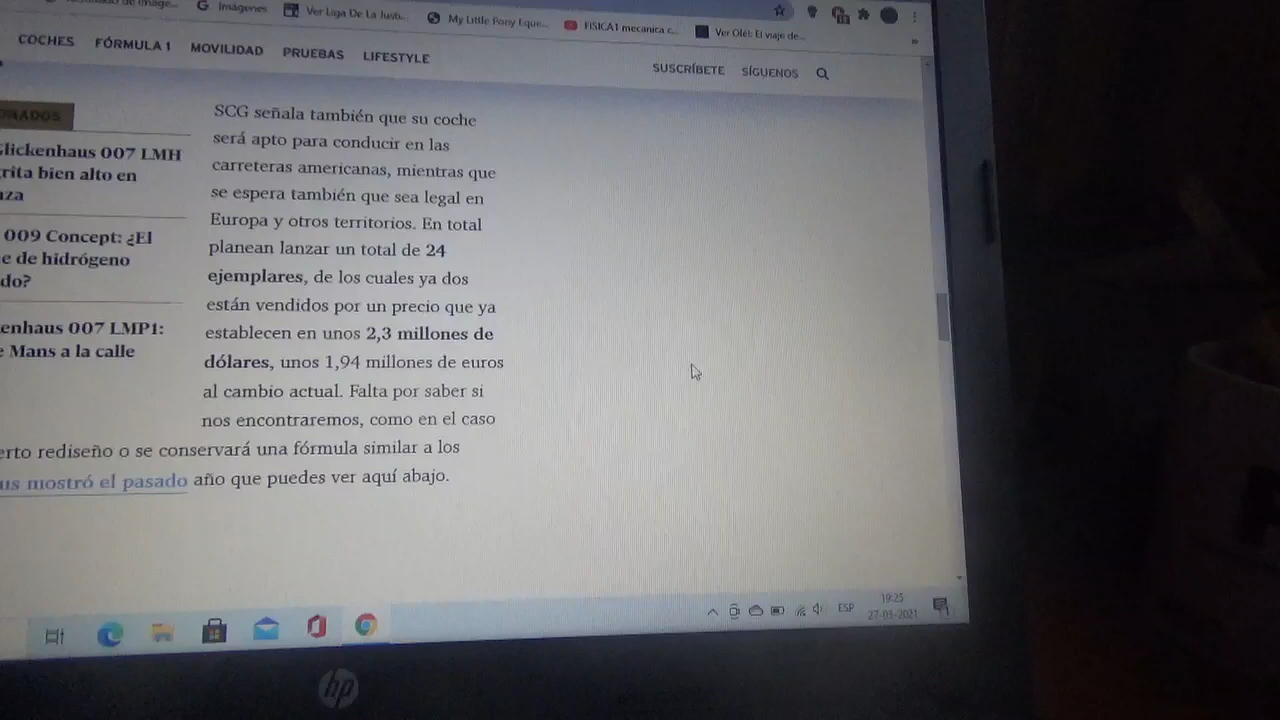 Imágenes
Ver Liga De La Justi...
My Little Pony Eque...
FISICA1 mecanica c...
Ver Olé!: El viaje de...
COCHES FÓRMULA 1 MOVILIDAD PRUEBAS LIFESTYLE
SUSCRÍBETE SÍGUENOS
Glickenhaus 007 LMH
rita bien alto en
009 Concept: ¿El
e de hidrógeno
do?
enhaus 007 LMP1:
e Mans a la calle
SCG señala también que su coche
será apto para conducir en las
carreteras americanas, mientras que
se espera también que sea legal en
Europa y otros territorios. En total
planean lanzar un total de 24
ejemplares, de los cuales ya dos
están vendidos por un precio que ya
establecen en unos 2,3 millones de
dólares, unos 1,94 millones de euros
al cambio actual. Falta por saber si
nos encontraremos, como en el caso
erto rediseño o se conservará una fórmula similar a los
us mostró el pasado año que puedes ver aquí abajo.
ESP
19:25
27-03-2021
hp